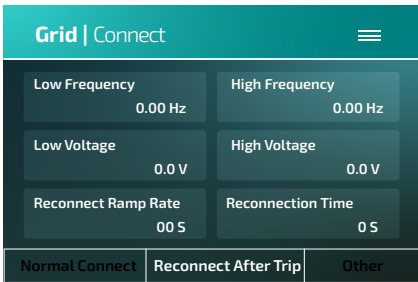 Grid | Connect
Low Frequency
0.00 Hz
High Frequency
0.00 Hz
Low Voltage
0.0 V
High Voltage
0.0 V
Reconnect Ramp Rate
00 S
Reconnection Time
0 S
Normal Connect
Reconnect After Trip
Other